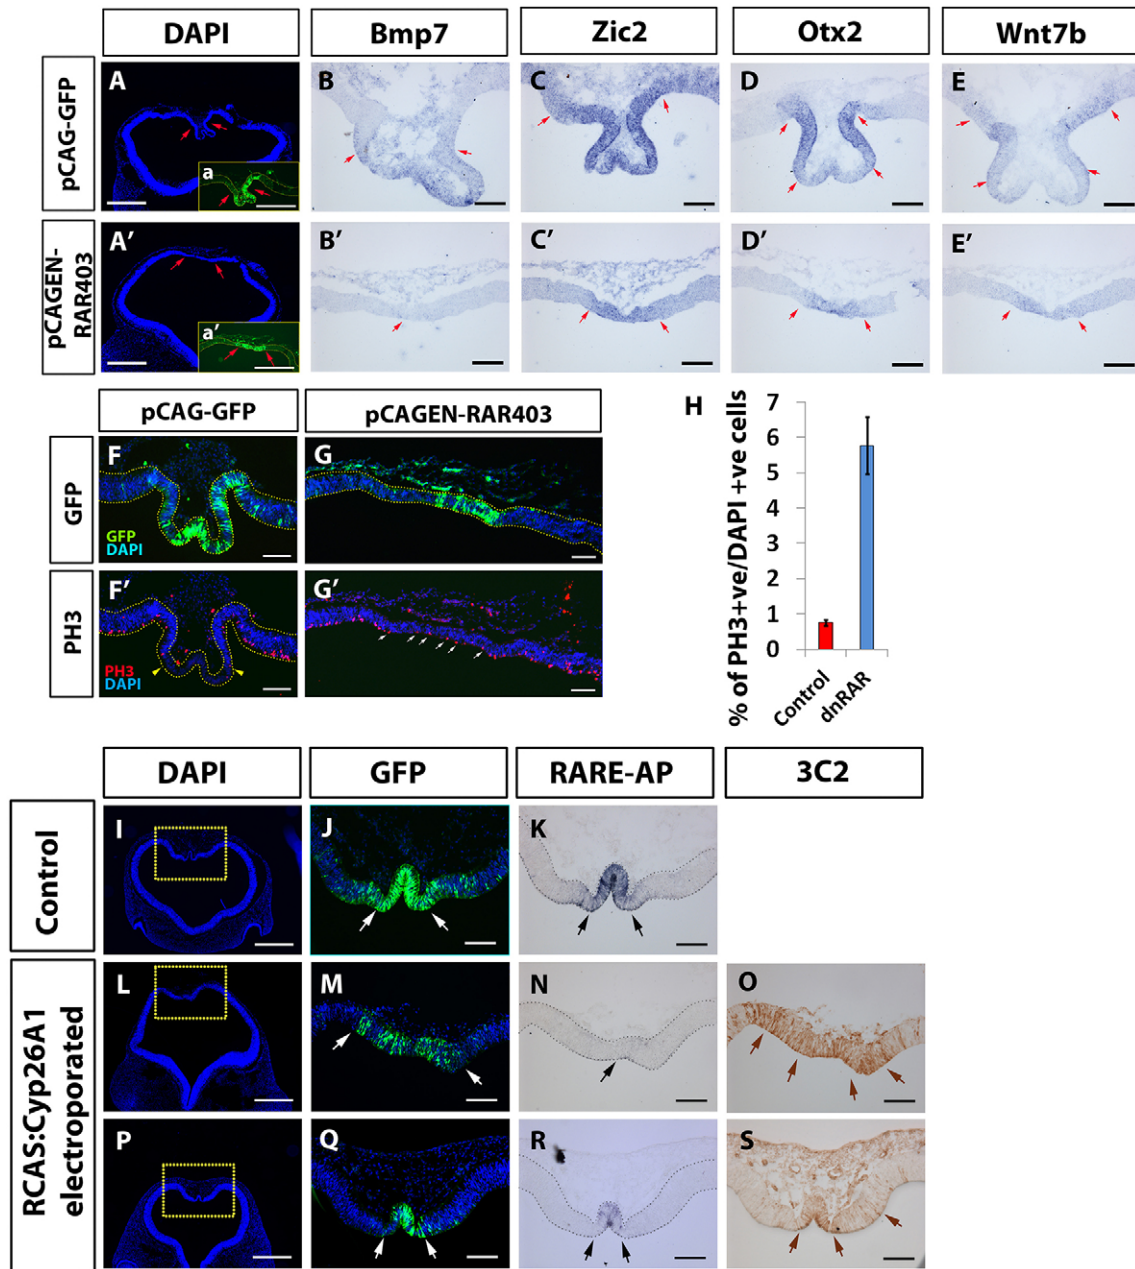 DAPI Bmp7 Zic2 Otx2 Wnt7b
pCAG-GFP
A B C D E
a
pCAGEN-
RAR403
A′ B′ C′ D′ E′
a′
pCAG-GFP pCAGEN-RAR403
GFP
F G
GFP
DAPI
PH3
F′ G′
PH3
DAPI
H
% of PH3+ve/DAPI +ve cells
7
6
5
4
3
2
1
0
Control
dnRAR
DAPI GFP RARE-AP 3C2
Control
I J K
RCAS:Cyp26A1
electroporated
L M N O
P Q R S